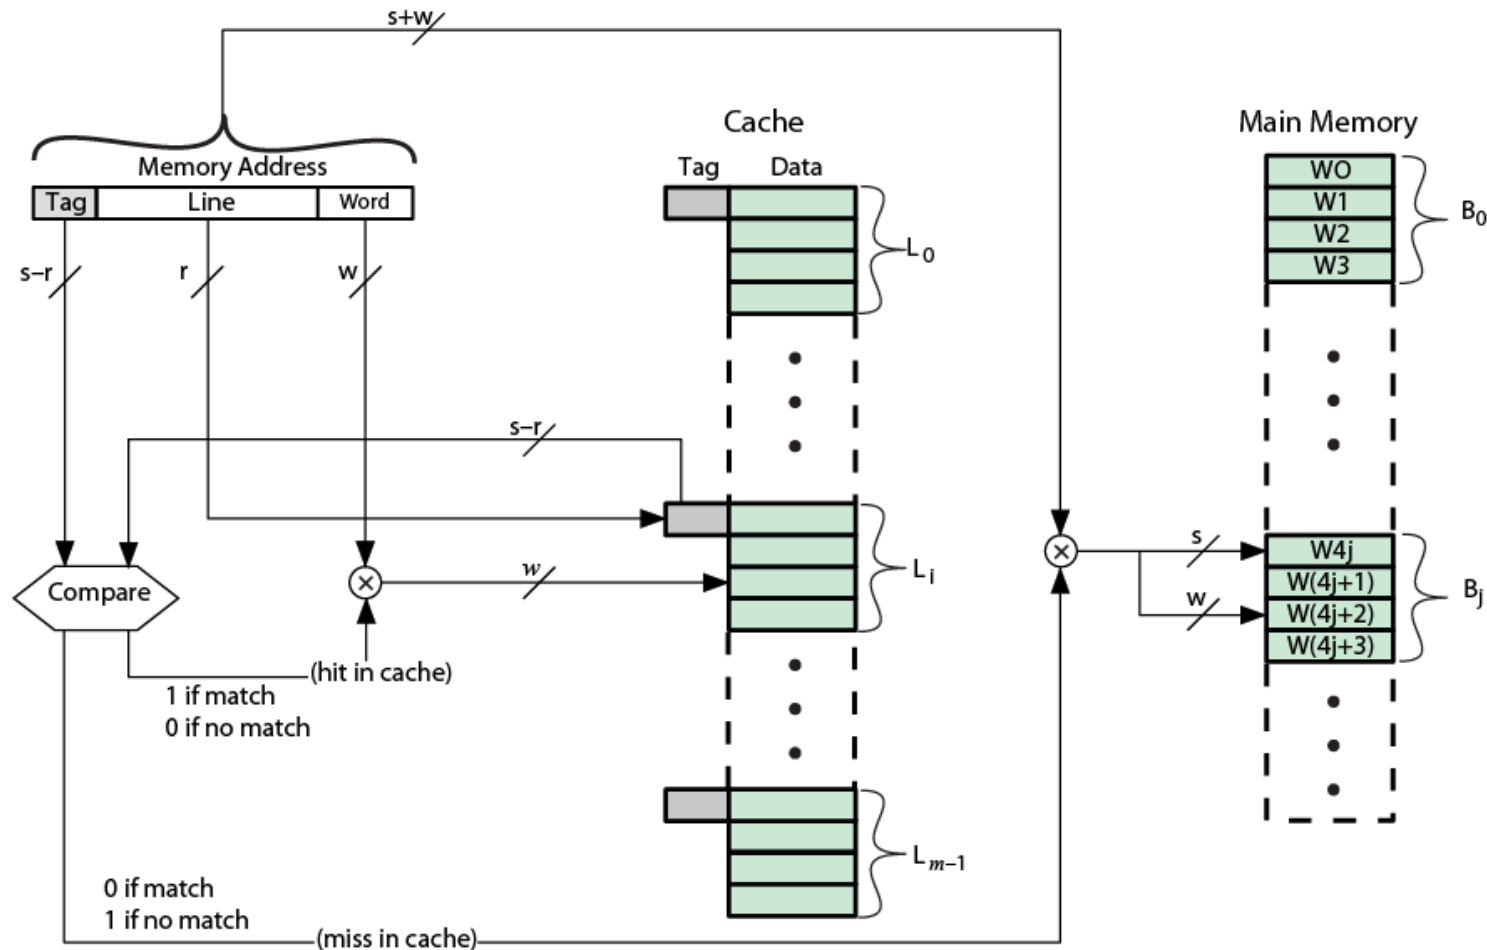 s+w
Cache
Main Memory
Memory Address
Tag Data
Tag Line Word
WO
W1
W2
W3
B0
L0
s–r
r
w
s–r
Compare
w
Li
s
w
W4j
W(4j+1)
W(4j+2)
W(4j+3)
Bj
(hit in cache)
1 if match
0 if no match
Lm–1
0 if match
1 if no match
(miss in cache)